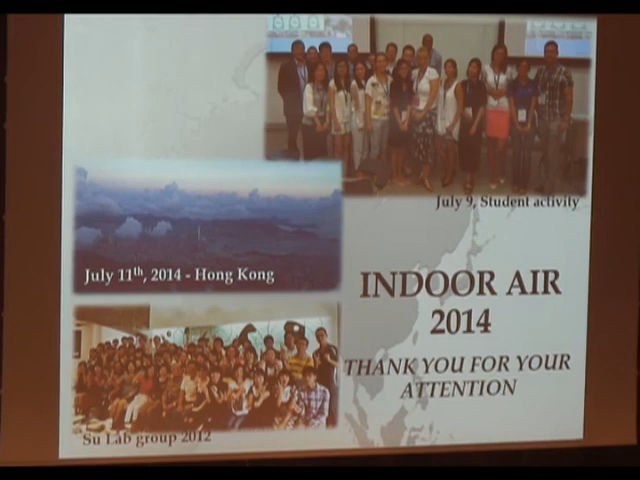 July 9, Student activity
July 11th, 2014 - Hong Kong
INDOOR AIR
2014
THANK YOU FOR YOUR
ATTENTION
Su Lab group 2012